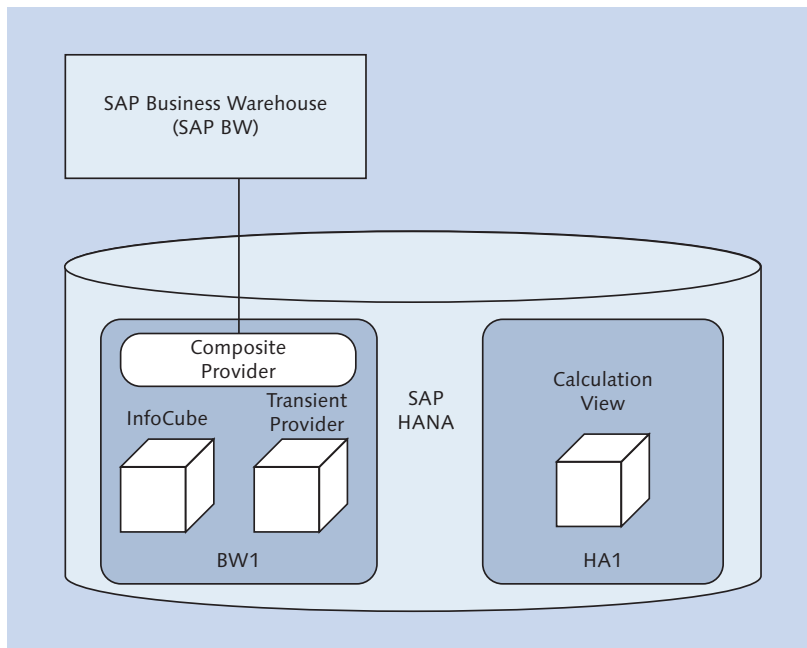 SAP Business Warehouse
(SAP BW)
Composite
Provider
InfoCube
Transient
Provider
BW1
SAP
HANA
Calculation
View
HA1